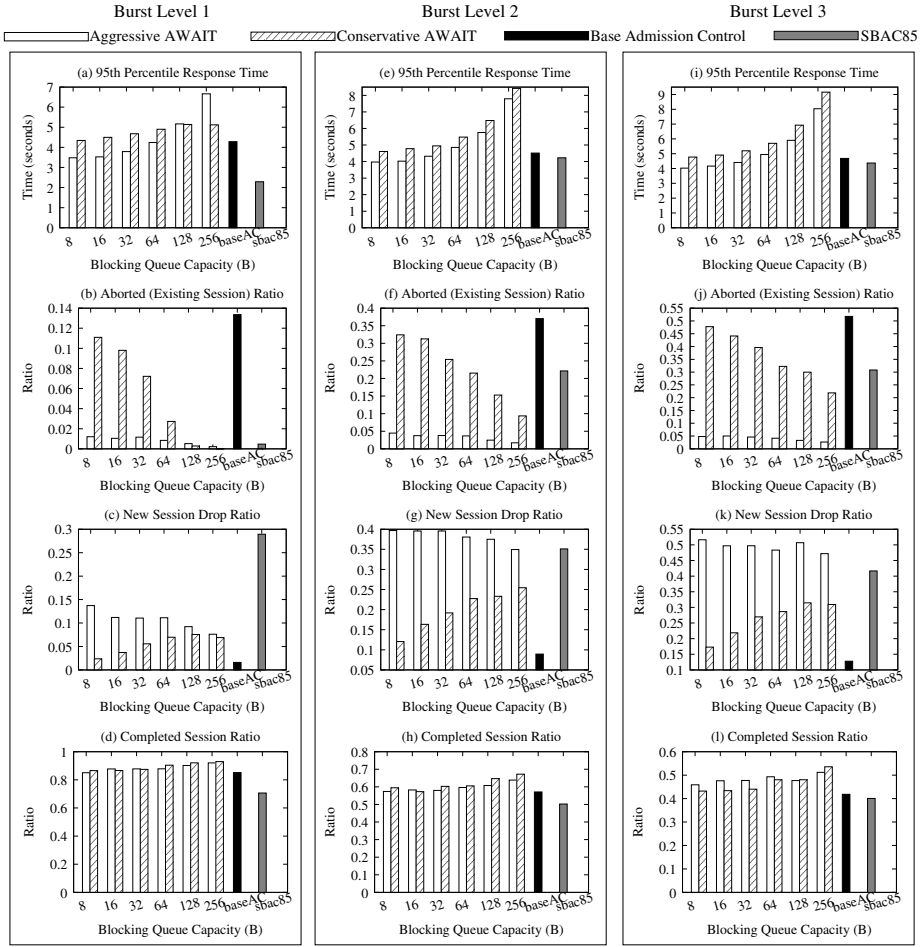 Burst Level 1
Burst Level 2
Burst Level 3
Aggressive AWAIT
Conservative AWAIT
Base Admission Control
SBAC85
(a) 95th Percentile Response Time
Time (seconds)
7
6
5
4
3
2
1
0
8 16 32 64 128 256 baseAC sbac85
Blocking Queue Capacity (B)
(b) Aborted (Existing Session) Ratio
Ratio
0.14
0.12
0.1
0.08
0.06
0.04
0.02
0
8 16 32 64 128 256 baseAC sbac85
Blocking Queue Capacity (B)
(c) New Session Drop Ratio
Ratio
0.3
0.25
0.2
0.15
0.1
0.05
0
8 16 32 64 128 256 baseAC sbac85
Blocking Queue Capacity (B)
(d) Completed Session Ratio
Ratio
1
0.8
0.6
0.4
0.2
0
8 16 32 64 128 256 baseAC sbac85
Blocking Queue Capacity (B)
(e) 95th Percentile Response Time
Time (seconds)
8
7
6
5
4
3
2
1
0
8 16 32 64 128 256 baseAC sbac85
Blocking Queue Capacity (B)
(f) Aborted (Existing Session) Ratio
Ratio
0.4
0.35
0.3
0.25
0.2
0.15
0.1
0.05
0
8 16 32 64 128 256 baseAC sbac85
Blocking Queue Capacity (B)
(g) New Session Drop Ratio
Ratio
0.4
0.35
0.3
0.25
0.2
0.15
0.1
0.05
8 16 32 64 128 256 baseAC sbac85
Blocking Queue Capacity (B)
(h) Completed Session Ratio
Ratio
0.8
0.7
0.6
0.5
0.4
0.3
0.2
0.1
0
8 16 32 64 128 256 baseAC sbac85
Blocking Queue Capacity (B)
(i) 95th Percentile Response Time
Time (seconds)
9
8
7
6
5
4
3
2
1
0
8 16 32 64 128 256 baseAC sbac85
Blocking Queue Capacity (B)
(j) Aborted (Existing Session) Ratio
Ratio
0.55
0.5
0.45
0.4
0.35
0.3
0.25
0.2
0.15
0.1
0.05
0
8 16 32 64 128 256 baseAC sbac85
Blocking Queue Capacity (B)
(k) New Session Drop Ratio
Ratio
0.55
0.5
0.45
0.4
0.35
0.3
0.25
0.2
0.15
0.1
8 16 32 64 128 256 baseAC sbac85
Blocking Queue Capacity (B)
(l) Completed Session Ratio
Ratio
0.6
0.5
0.4
0.3
0.2
0.1
0
8 16 32 64 128 256 baseAC sbac85
Blocking Queue Capacity (B)